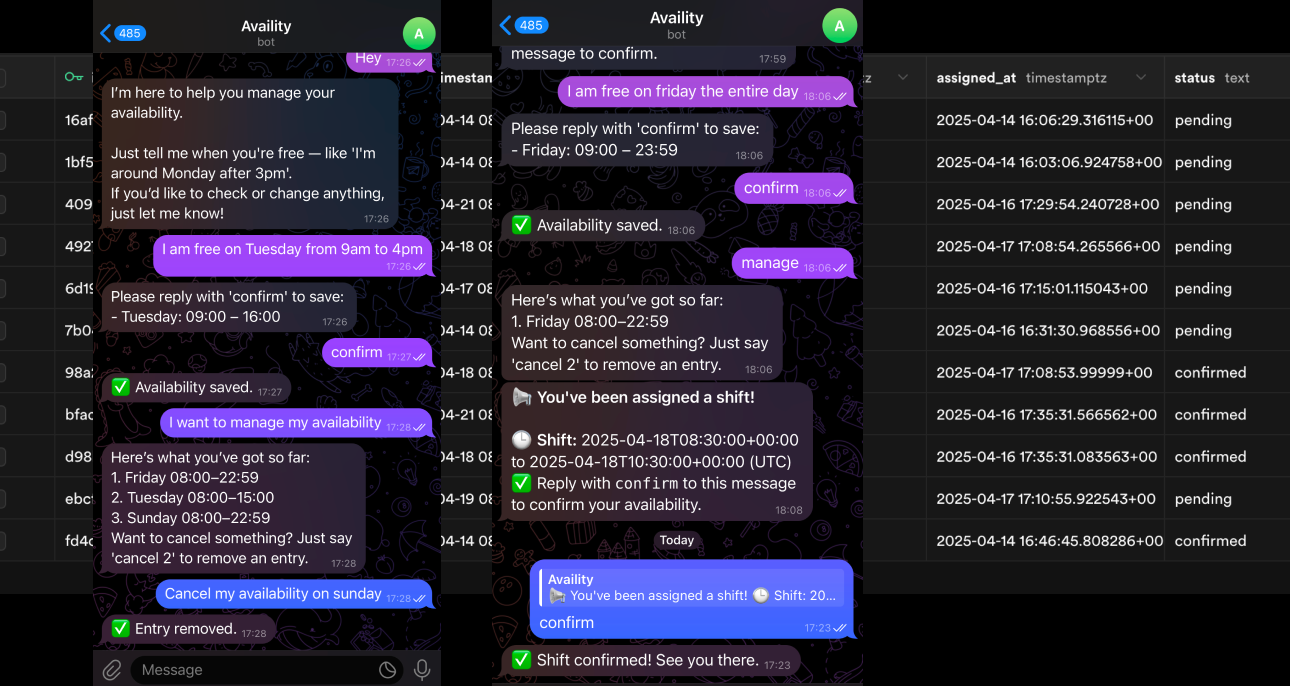 485
Availity
bot
A
Hey 17:26
I'm here to help you manage your
availability.
Just tell me when you're free — like 'I'm
around Monday after 3pm'.
If you'd like to check or change anything,
just let me know!
17:26
I am free on Tuesday from 9am to 4pm
17:26
Please reply with 'confirm' to save:
- Tuesday: 09:00 – 16:00
17:26
confirm 17:27
✅ Availability saved. 17:27
I want to manage my availability 17:28
Here's what you've got so far:
1. Friday 08:00–22:59
2. Tuesday 08:00–15:00
3. Sunday 08:00–22:59
Want to cancel something? Just say
'cancel 2' to remove an entry. 17:28
Cancel my availability on sunday 17:28
✅ Entry removed. 17:28
Message
485
Availity
bot
A
message to confirm. 17:59
I am free on friday the entire day 18:06
Please reply with 'confirm' to save:
- Friday: 09:00 – 23:59 18:06
confirm 18:06
✅ Availability saved. 18:06
manage 18:06
Here's what you've got so far:
1. Friday 08:00–22:59
Want to cancel something? Just say
'cancel 2' to remove an entry. 18:06
📢 You've been assigned a shift!
🕒 Shift: 2025-04-18T08:30:00+00:00
to 2025-04-18T10:30:00+00:00 (UTC)
✅ Reply with confirm to this message
to confirm your availability. 18:08
Today
Availity
📢 You've been assigned a shift! 🕒 Shift: 20...
confirm 17:23
✅ Shift confirmed! See you there. 17:23
imestam z assigned_at timestamptz status text
16af 04-14 08 2025-04-14 16:06:29.316115+00 pending
1bf5 04-14 08 2025-04-14 16:03:06.924758+00 pending
409 04-21 08 2025-04-16 17:29:54.240728+00 pending
492 04-18 08 2025-04-17 17:08:54.265566+00 pending
6d19 04-17 08 2025-04-16 17:15:01.115043+00 pending
7b0 04-14 08 2025-04-16 16:31:30.968556+00 pending
98a 04-18 08 2025-04-17 17:08:53.99999+00 confirmed
bfac 04-21 08 2025-04-16 17:35:31.566562+00 confirmed
d98 04-18 08 2025-04-16 17:35:31.083563+00 confirmed
ebc 04-19 08 2025-04-17 17:10:55.922543+00 pending
fd4c 04-14 08 2025-04-14 16:46:45.808286+00 confirmed